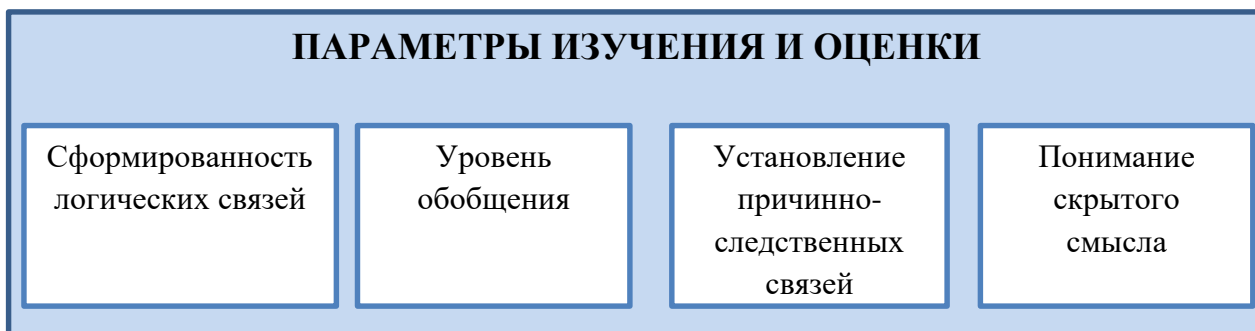 ПАРАМЕТРЫ ИЗУЧЕНИЯ И ОЦЕНКИ
Сформированность
логических связей
Уровень
обобщения
Установление
причинно-
следственных
связей
Понимание
скрытого
смысла